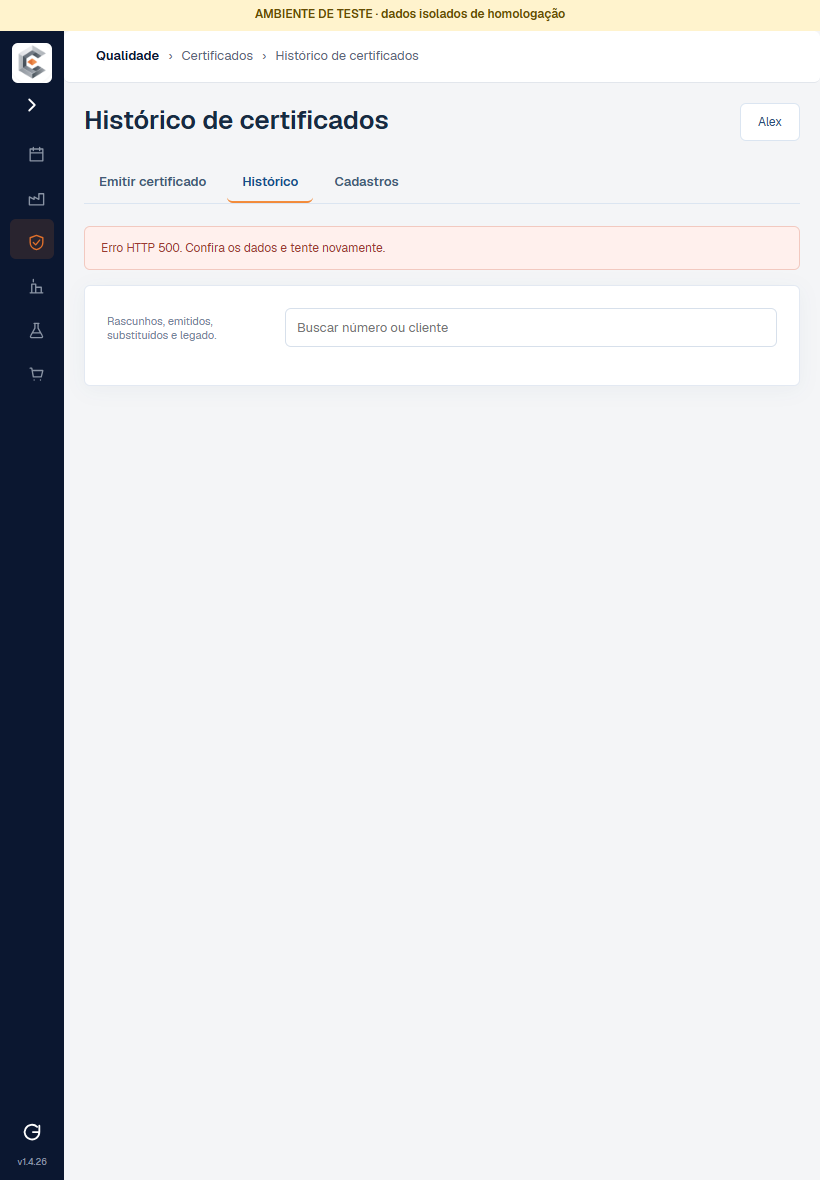 AMBIENTE DE TESTE · dados isolados de homologação
Qualidade › Certificados › Histórico de certificados
Histórico de certificados
Alex
Emitir certificado
Histórico
Cadastros
Erro HTTP 500. Confira os dados e tente novamente.
Rascunhos, emitidos,
substituídos e legado.
Buscar número ou cliente
v1.4.26